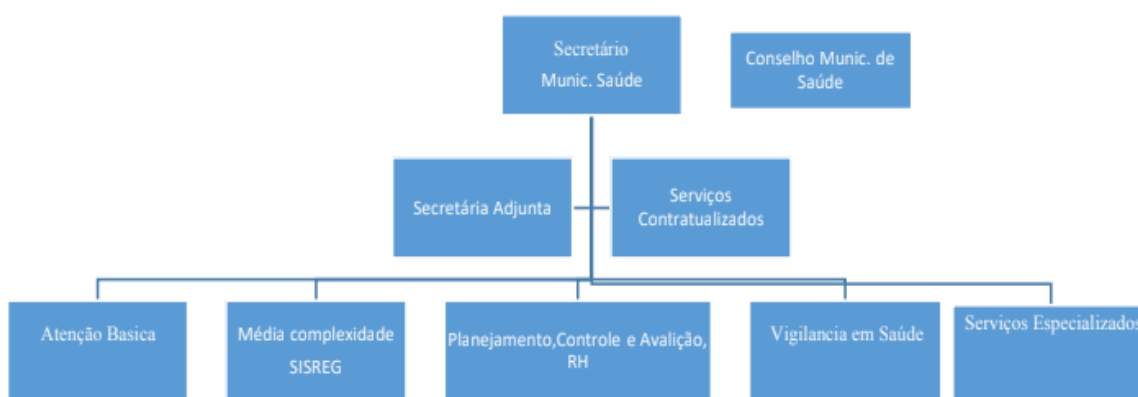 Secretário
Munic. Saúde
Conselho Munic. de
Saúde
Secretária Adjunta
Serviços
Contratualizados
Atenção Basica
Média complexidade
SISREG
Planejamento,Controle e Avalição,
RH
Vigilancia em Saúde
Serviços Especializados